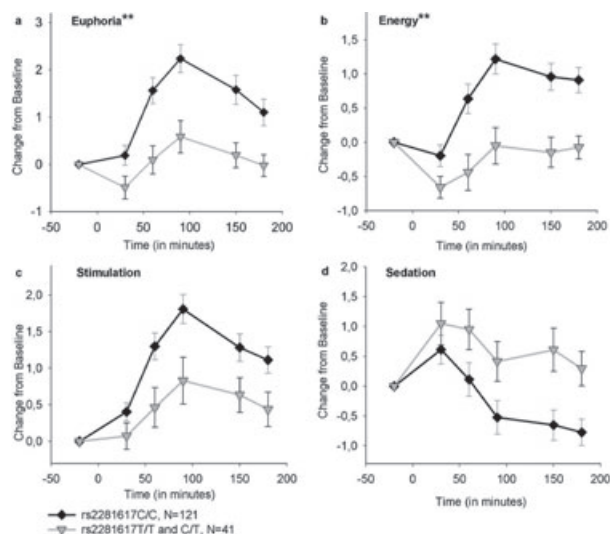 a Euphoria** b Energy**
3 1,5
2 1,0
1 0,5
0 0,0
-0,5
-1 -1,0
Change from Baseline Change from Baseline
-50 0 50 100 150 200 -50 0 50 100 150 200
Time (in minutes) Time (in minutes)
c Stimulation d Sedation
2,0 1,5
1,5 1,0
1,0 0,5
0,5 0,0
0,0 -0,5
-1,0
Change from Baseline Change from Baseline
-50 0 50 100 150 200 -50 0 50 100 150 200
Time (in minutes) Time (in minutes)
rs2281617C/C, N=121
rs2281617T/T and C/T, N=41